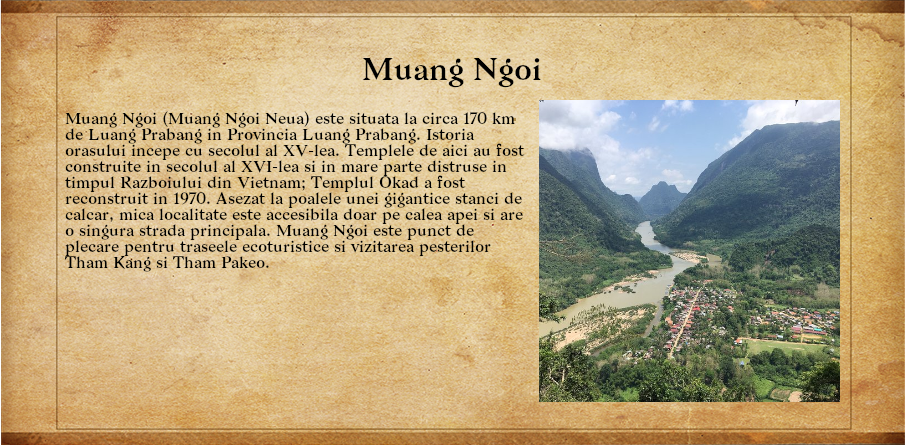 Muang Ngoi
Muang Ngoi (Muang Ngoi Neua) este situata la circa 170 km
de Luang Prabang in Provincia Luang Prabang. Istoria
orasului incepe cu secolul al XV-lea. Templele de aici au fost
construite in secolul al XVI-lea si in mare parte distruse in
timpul Razboiului din Vietnam; Templul Okad a fost
reconstruit in 1970. Asezat la poalele unei gigantice stanci de
calcar, mica localitate este accesibila doar pe calea apei si are
o singura strada principala. Muang Ngoi este punct de
plecare pentru traseele ecoturistice si vizitarea pesterilor
Tham Kang si Tham Pakeo.